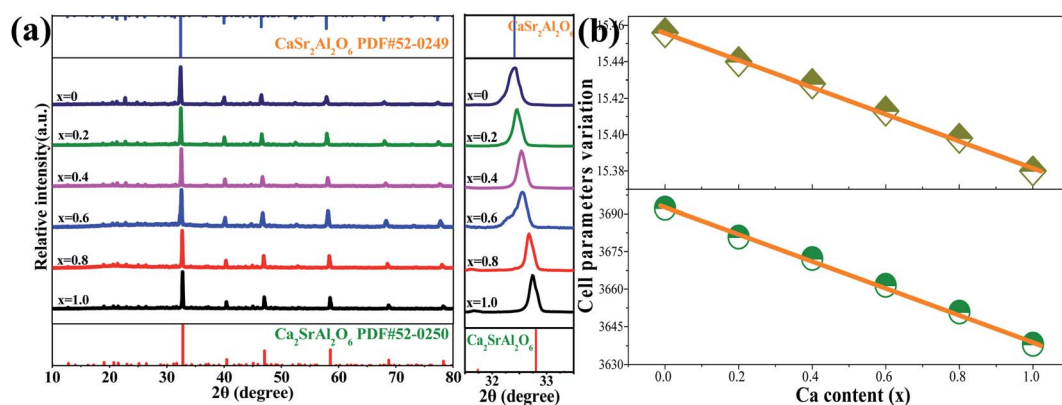 (a)
CaSr₂Al₂O₆ PDF#52-0249
x=0
x=0.2
x=0.4
x=0.6
x=0.8
x=1.0
Ca₂SrAl₂O₆ PDF#52-0250
Relative intensity(a.u.)
10 20 30 40 50 60 70 80
2θ (degree)
CaSr₂Al₂O₆
x=0
x=0.2
x=0.4
x=0.6
x=0.8
x=1.0
Ca₂SrAl₂O₆
32 33
2θ (degree)
(b)
15.46
15.44
15.40
15.38
3690
3675
3660
3645
3630
Cell parameters variation
0.0 0.2 0.4 0.6 0.8 1.0
Ca content (x)